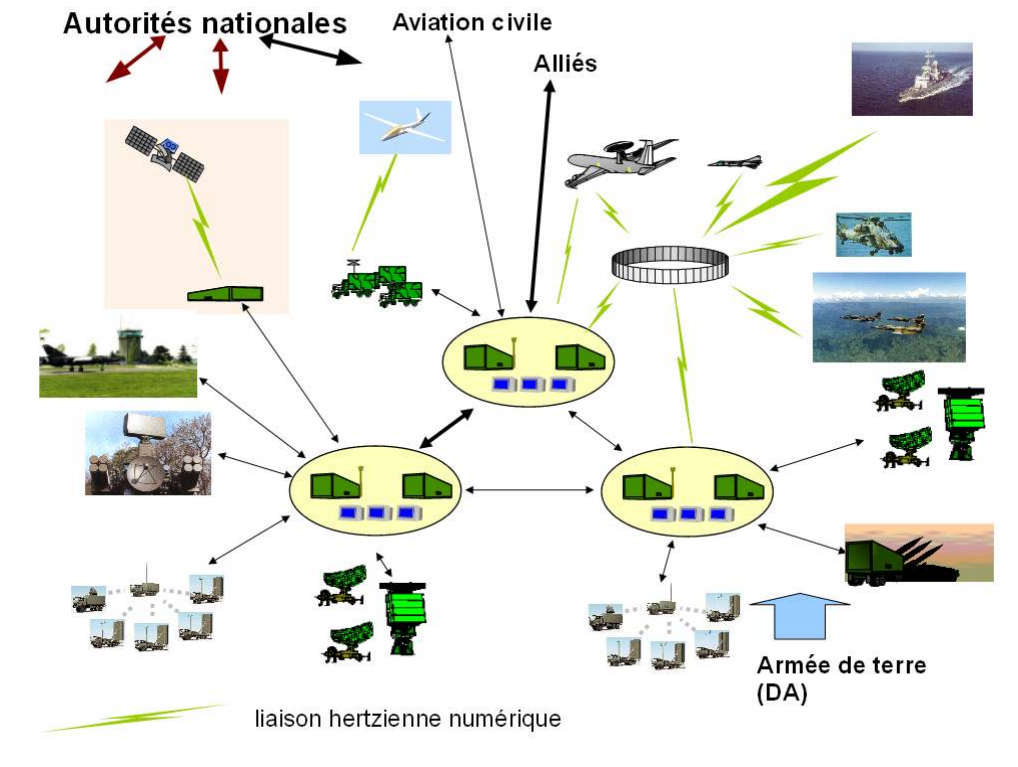 Autorités nationales
Aviation civile
Alliés
Armée de terre
(DA)
liaison hertzienne numérique